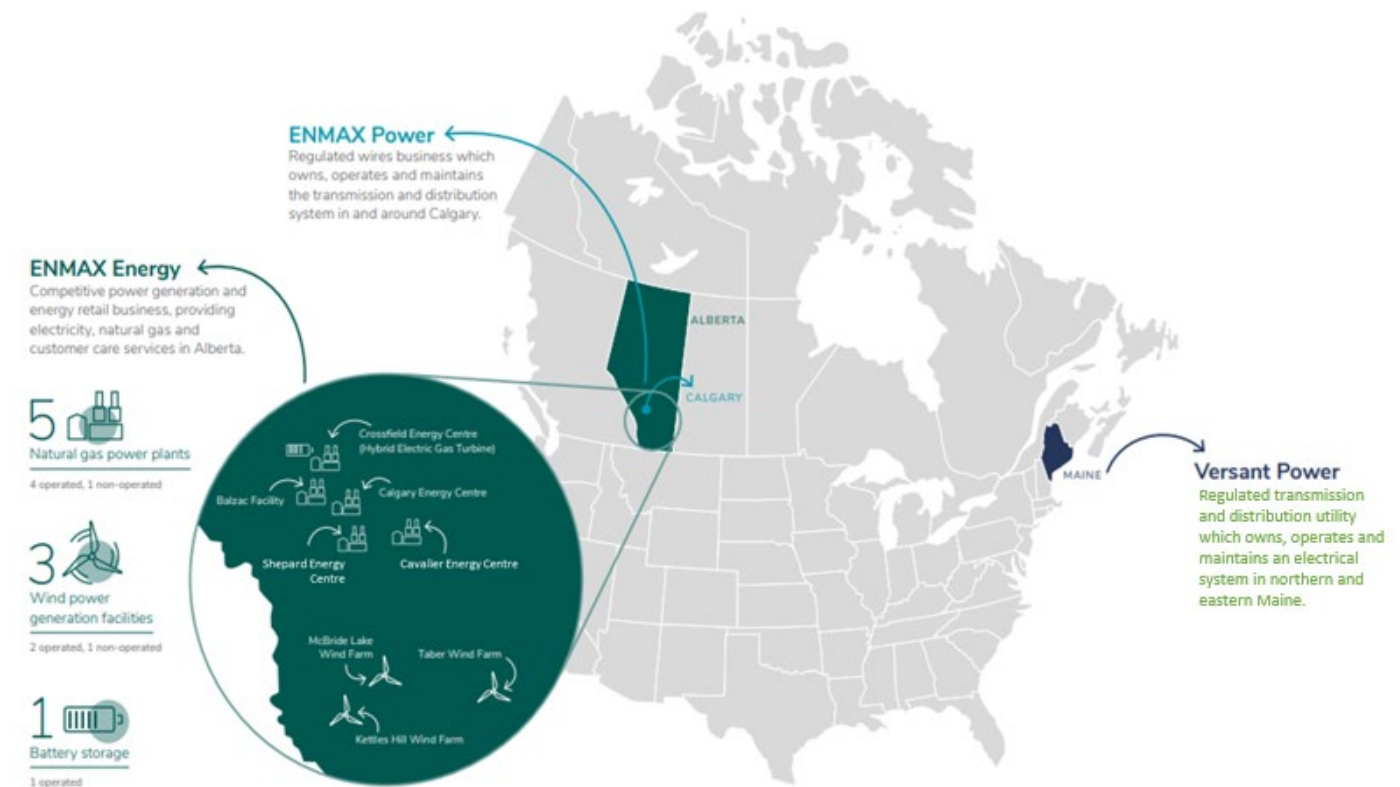 ENMAX Power
Regulated wires business which
owns, operates and maintains
the transmission and distribution
system in and around Calgary.
ENMAX Energy
Competitive power generation and
energy retail business, providing
electricity, natural gas and
customer care services in Alberta.
5
Natural gas power plants
4 operated, 1 non-operated
3
Wind power
generation facilities
2 operated, 1 non-operated
1
Battery storage
1 operated
Crossfield Energy Centre
(Hybrid Electric Gas Turbine)
Balzac Facility
Calgary Energy Centre
Shepard Energy
Centre
Cavalier Energy Centre
McBride Lake
Wind Farm
Taber Wind Farm
Kettles Hill Wind Farm
ALBERTA
CALGARY
MAINE
Versant Power
Regulated transmission
and distribution utility
which owns, operates and
maintains an electrical
system in northern and
eastern Maine.